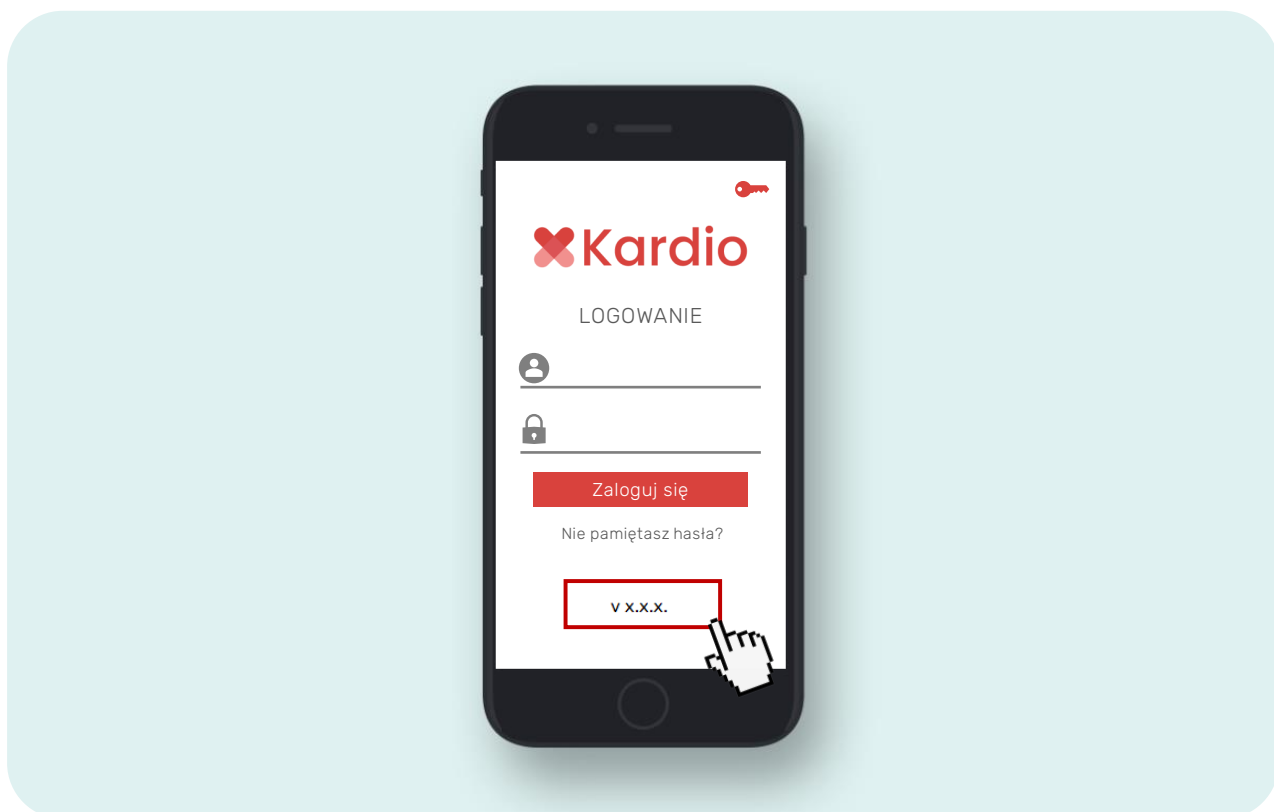 Kardio
LOGOWANIE
Zaloguj się
Nie pamiętasz hasła?
v x.x.x.